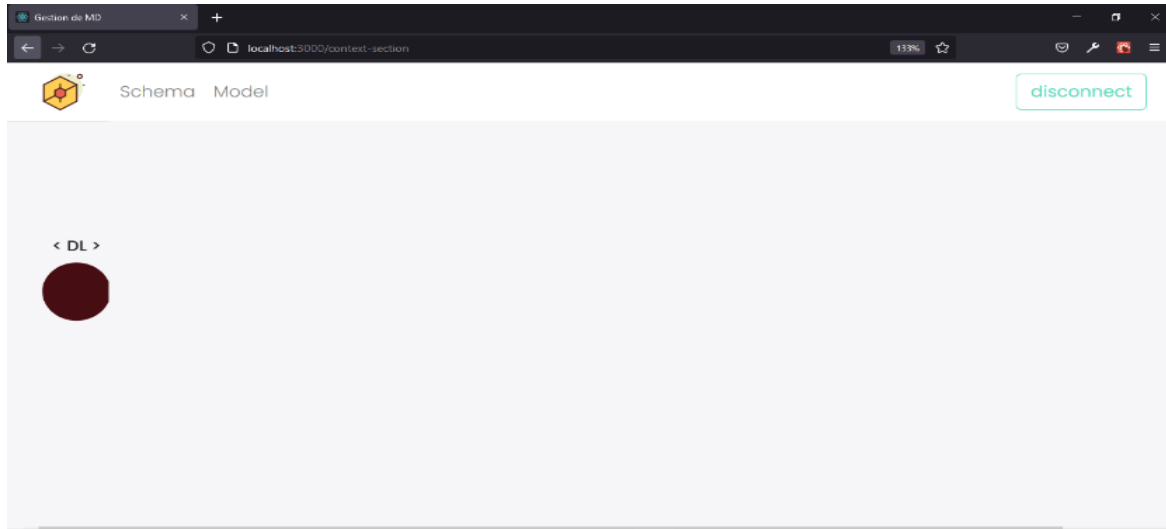 Gestion de MD
localhost:3000/context-section
133%
Schema Model
disconnect
< DL >